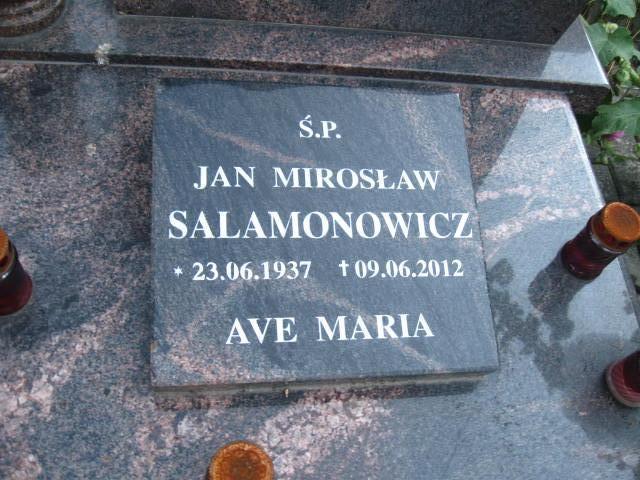 Ś.P.
JAN MIROSŁAW
SALAMONOWICZ
* 23.06.1937 † 09.06.2012
AVE MARIA